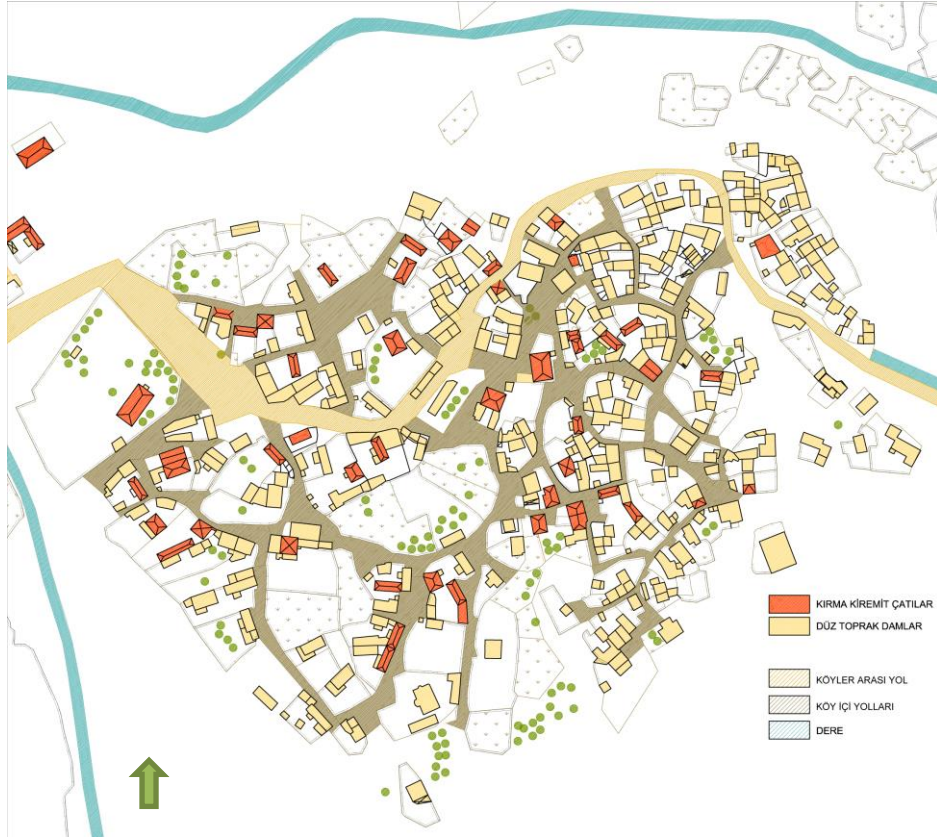 KIRMA KİREMİT ÇATILAR
DÜZ TOPRAK DAMLAR
KÖYLER ARASI YOL
KÖY İÇİ YOLLARI
DERE